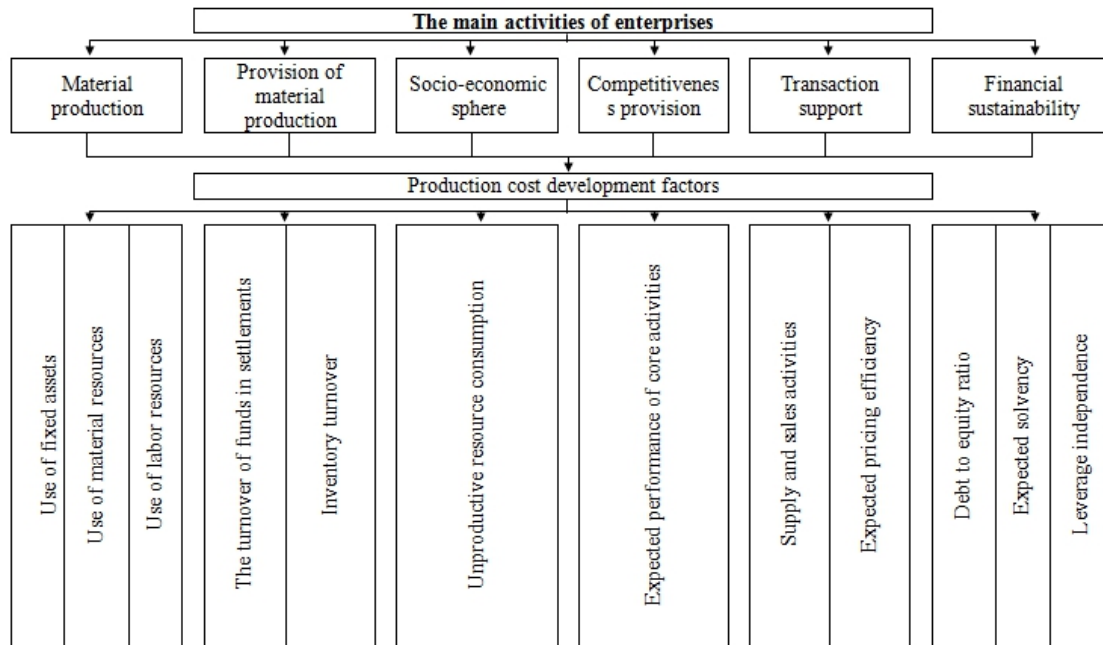 The main activities of enterprises
Material
production
Provision of
material
production
Socio-economic
sphere
Competitivenes
s provision
Transaction
support
Financial
sustainability
Production cost development factors
Use of fixed assets
Use of material resources
Use of labor resources
The turnover of funds in settlements
Inventory turnover
Unproductive resource consumption
Expected performance of core activities
Supply and sales activities
Expected pricing efficiency
Debt to equity ratio
Expected solvency
Leverage independence